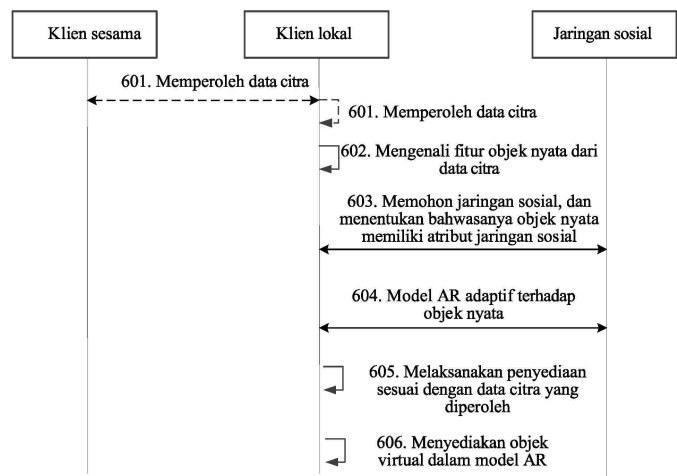 Klien sesama
Klien lokal
Jaringan sosial
601. Memperoleh data citra
601. Memperoleh data citra
602. Mengenali fitur objek nyata dari
data citra
603. Memohon jaringan sosial, dan
menentukan bahwasanya objek nyata
memiliki atribut jaringan sosial
604. Model AR adaptif terhadap
objek nyata
605. Melaksanakan penyediaan
sesuai dengan data citra yang
diperoleh
606. Menyediakan objek
virtual dalam model AR